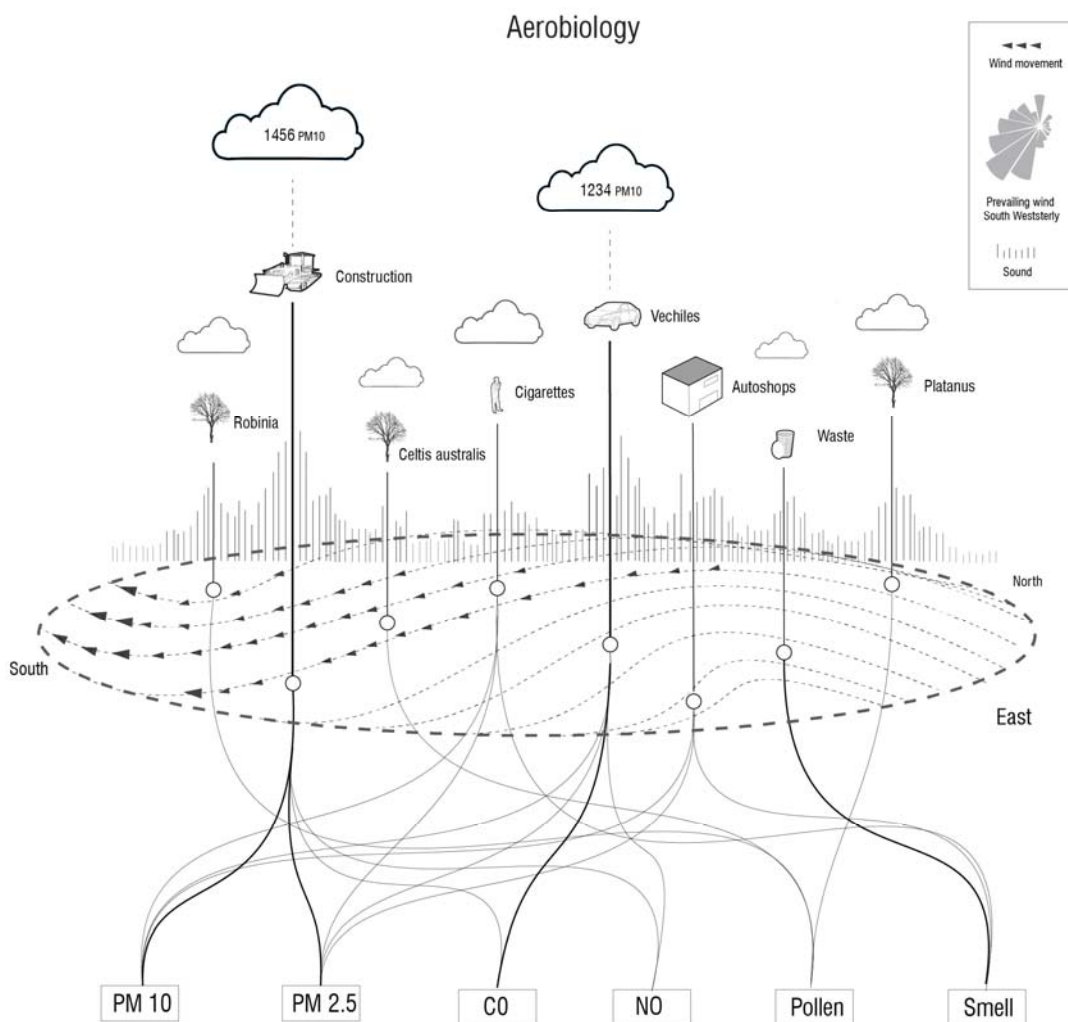 Aerobiology
Wind movement
Prevailing wind
South Weststerly
Sound
1456 PM10
1234 PM10
Construction
Vechiles
Robinia
Celtis australis
Cigarettes
Autoshops
Waste
Platanus
North
South
East
PM 10
PM 2.5
C0
NO
Pollen
Smell